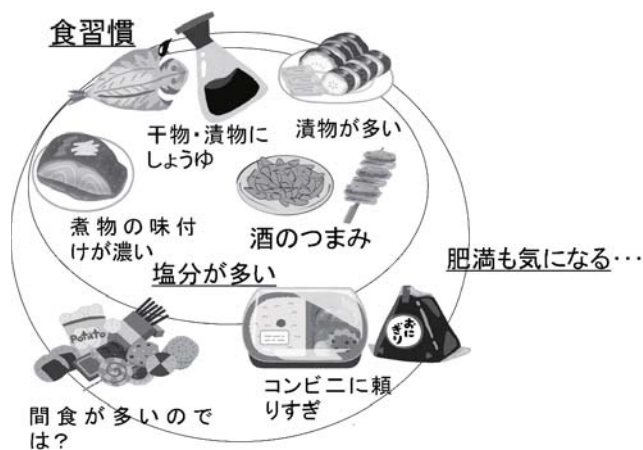 食習慣
干物・漬物に
しょうゆ
漬物が多い
煮物の味付
けが濃い
酒のつまみ
塩分が多い
肥満も気になる・・・
Potato
おに
ぎり
間食が多いので
は?
コンビニに頼
りすぎ